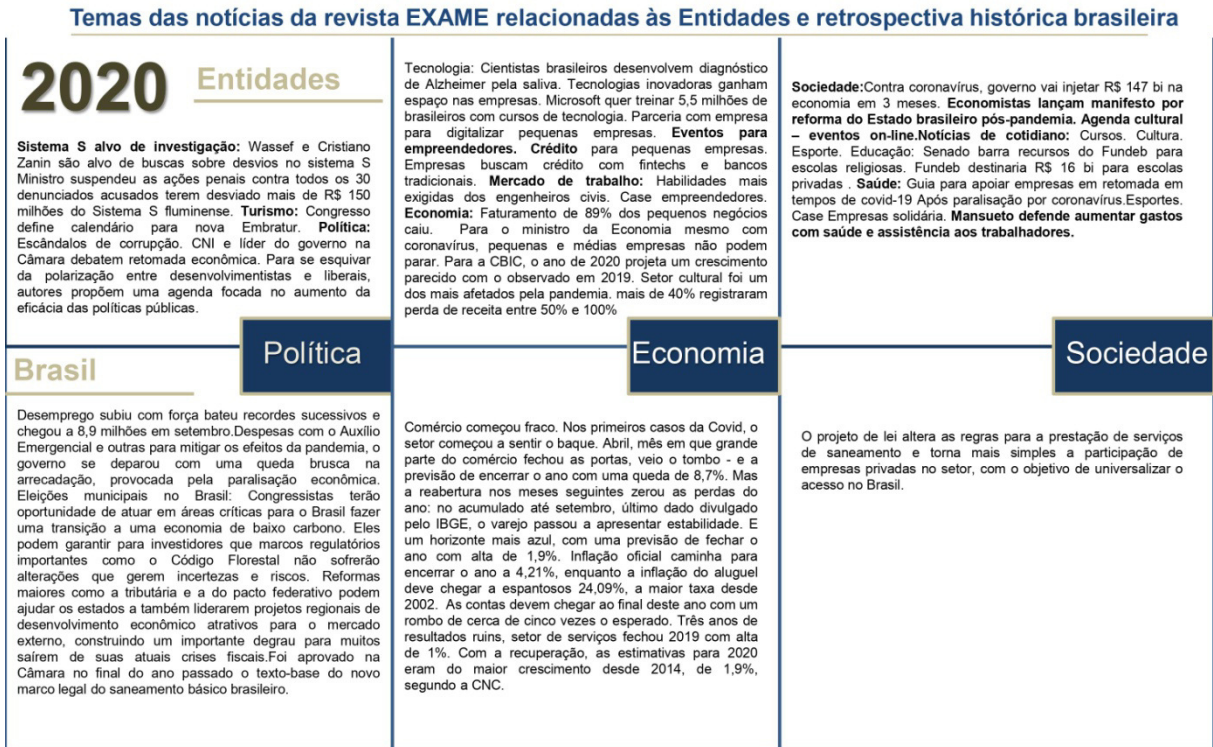 Temas das notícias da revista EXAME relacionadas às Entidades e retrospectiva histórica brasileira
2020 Entidades
Sistema S alvo de investigação: Wassef e Cristiano
Zanin são alvo de buscas sobre desvios no sistema S
Ministro suspendeu as ações penais contra todos os 30
denunciados acusados terem desviado mais de R$ 150
milhões do Sistema S fluminense. Turismo: Congresso
define calendário para nova Embratur. Política:
Escândalos de corrupção. CNI e líder do governo na
Câmara debatem retomada econômica. Para se esquivar
da polarização entre desenvolvimentistas e liberais,
autores propõem uma agenda focada no aumento da
eficácia das políticas públicas.
Tecnologia: Cientistas brasileiros desenvolvem diagnóstico
de Alzheimer pela saliva. Tecnologias inovadoras ganham
espaço nas empresas. Microsoft quer treinar 5,5 milhões de
brasileiros com cursos de tecnologia. Parceria com empresa
para digitalizar pequenas empresas. Eventos para
empreendedores. Crédito para pequenas empresas.
Empresas buscam crédito com fintechs e bancos
tradicionais. Mercado de trabalho: Habilidades mais
exigidas dos engenheiros civis. Case empreendedores.
Economia: Faturamento de 89% dos pequenos negócios
caiu. Para o ministro da Economia mesmo com
coronavírus, pequenas e médias empresas não podem
parar. Para a CBIC, o ano de 2020 projeta um crescimento
parecido com o observado em 2019. Setor cultural foi um
dos mais afetados pela pandemia. mais de 40% registraram
perda de receita entre 50% e 100%
Sociedade:Contra coronavírus, governo vai injetar R$ 147 bi na
economia em 3 meses. Economistas lançam manifesto por
reforma do Estado brasileiro pós-pandemia. Agenda cultural
– eventos on-line.Notícias de cotidiano: Cursos. Cultura.
Esporte. Educação: Senado barra recursos do Fundeb para
escolas religiosas. Fundeb destinaria R$ 16 bi para escolas
privadas . Saúde: Guia para apoiar empresas em retomada em
tempos de covid-19 Após paralisação por coronavírus.Esportes.
Case Empresas solidária. Mansueto defende aumentar gastos
com saúde e assistência aos trabalhadores.
Política
Economia
Sociedade
Brasil
Desemprego subiu com força bateu recordes sucessivos e
chegou a 8,9 milhões em setembro.Despesas com o Auxílio
Emergencial e outras para mitigar os efeitos da pandemia, o
governo se deparou com uma queda brusca na
arrecadação, provocada pela paralisação econômica.
Eleições municipais no Brasil: Congressistas terão
oportunidade de atuar em áreas críticas para o Brasil fazer
uma transição a uma economia de baixo carbono. Eles
podem garantir para investidores que marcos regulatórios
importantes como o Código Florestal não sofrerão
alterações que gerem incertezas e riscos. Reformas
maiores como a tributária e a do pacto federativo podem
ajudar os estados a também liderarem projetos regionais de
desenvolvimento econômico atrativos para o mercado
externo, construindo um importante degrau para muitos
saírem de suas atuais crises fiscais.Foi aprovado na
Câmara no final do ano passado o texto-base do novo
marco legal do saneamento básico brasileiro.
Comércio começou fraco. Nos primeiros casos da Covid, o
setor começou a sentir o baque. Abril, mês em que grande
parte do comércio fechou as portas, veio o tombo - e a
previsão de encerrar o ano com uma queda de 8,7%. Mas
a reabertura nos meses seguintes zerou as perdas do
ano: no acumulado até setembro, último dado divulgado
pelo IBGE, o varejo passou a apresentar estabilidade. E
um horizonte mais azul, com uma previsão de fechar o
ano com alta de 1,9%. Inflação oficial caminha para
encerrar o ano a 4,21%, enquanto a inflação do aluguel
deve chegar a espantosos 24,09%, a maior taxa desde
2002. As contas devem chegar ao final deste ano com um
rombo de cerca de cinco vezes o esperado. Três anos de
resultados ruins, setor de serviços fechou 2019 com alta
de 1%. Com a recuperação, as estimativas para 2020
eram do maior crescimento desde 2014, de 1,9%,
segundo a CNC.
O projeto de lei altera as regras para a prestação de serviços
de saneamento e torna mais simples a participação de
empresas privadas no setor, com o objetivo de universalizar o
acesso no Brasil.